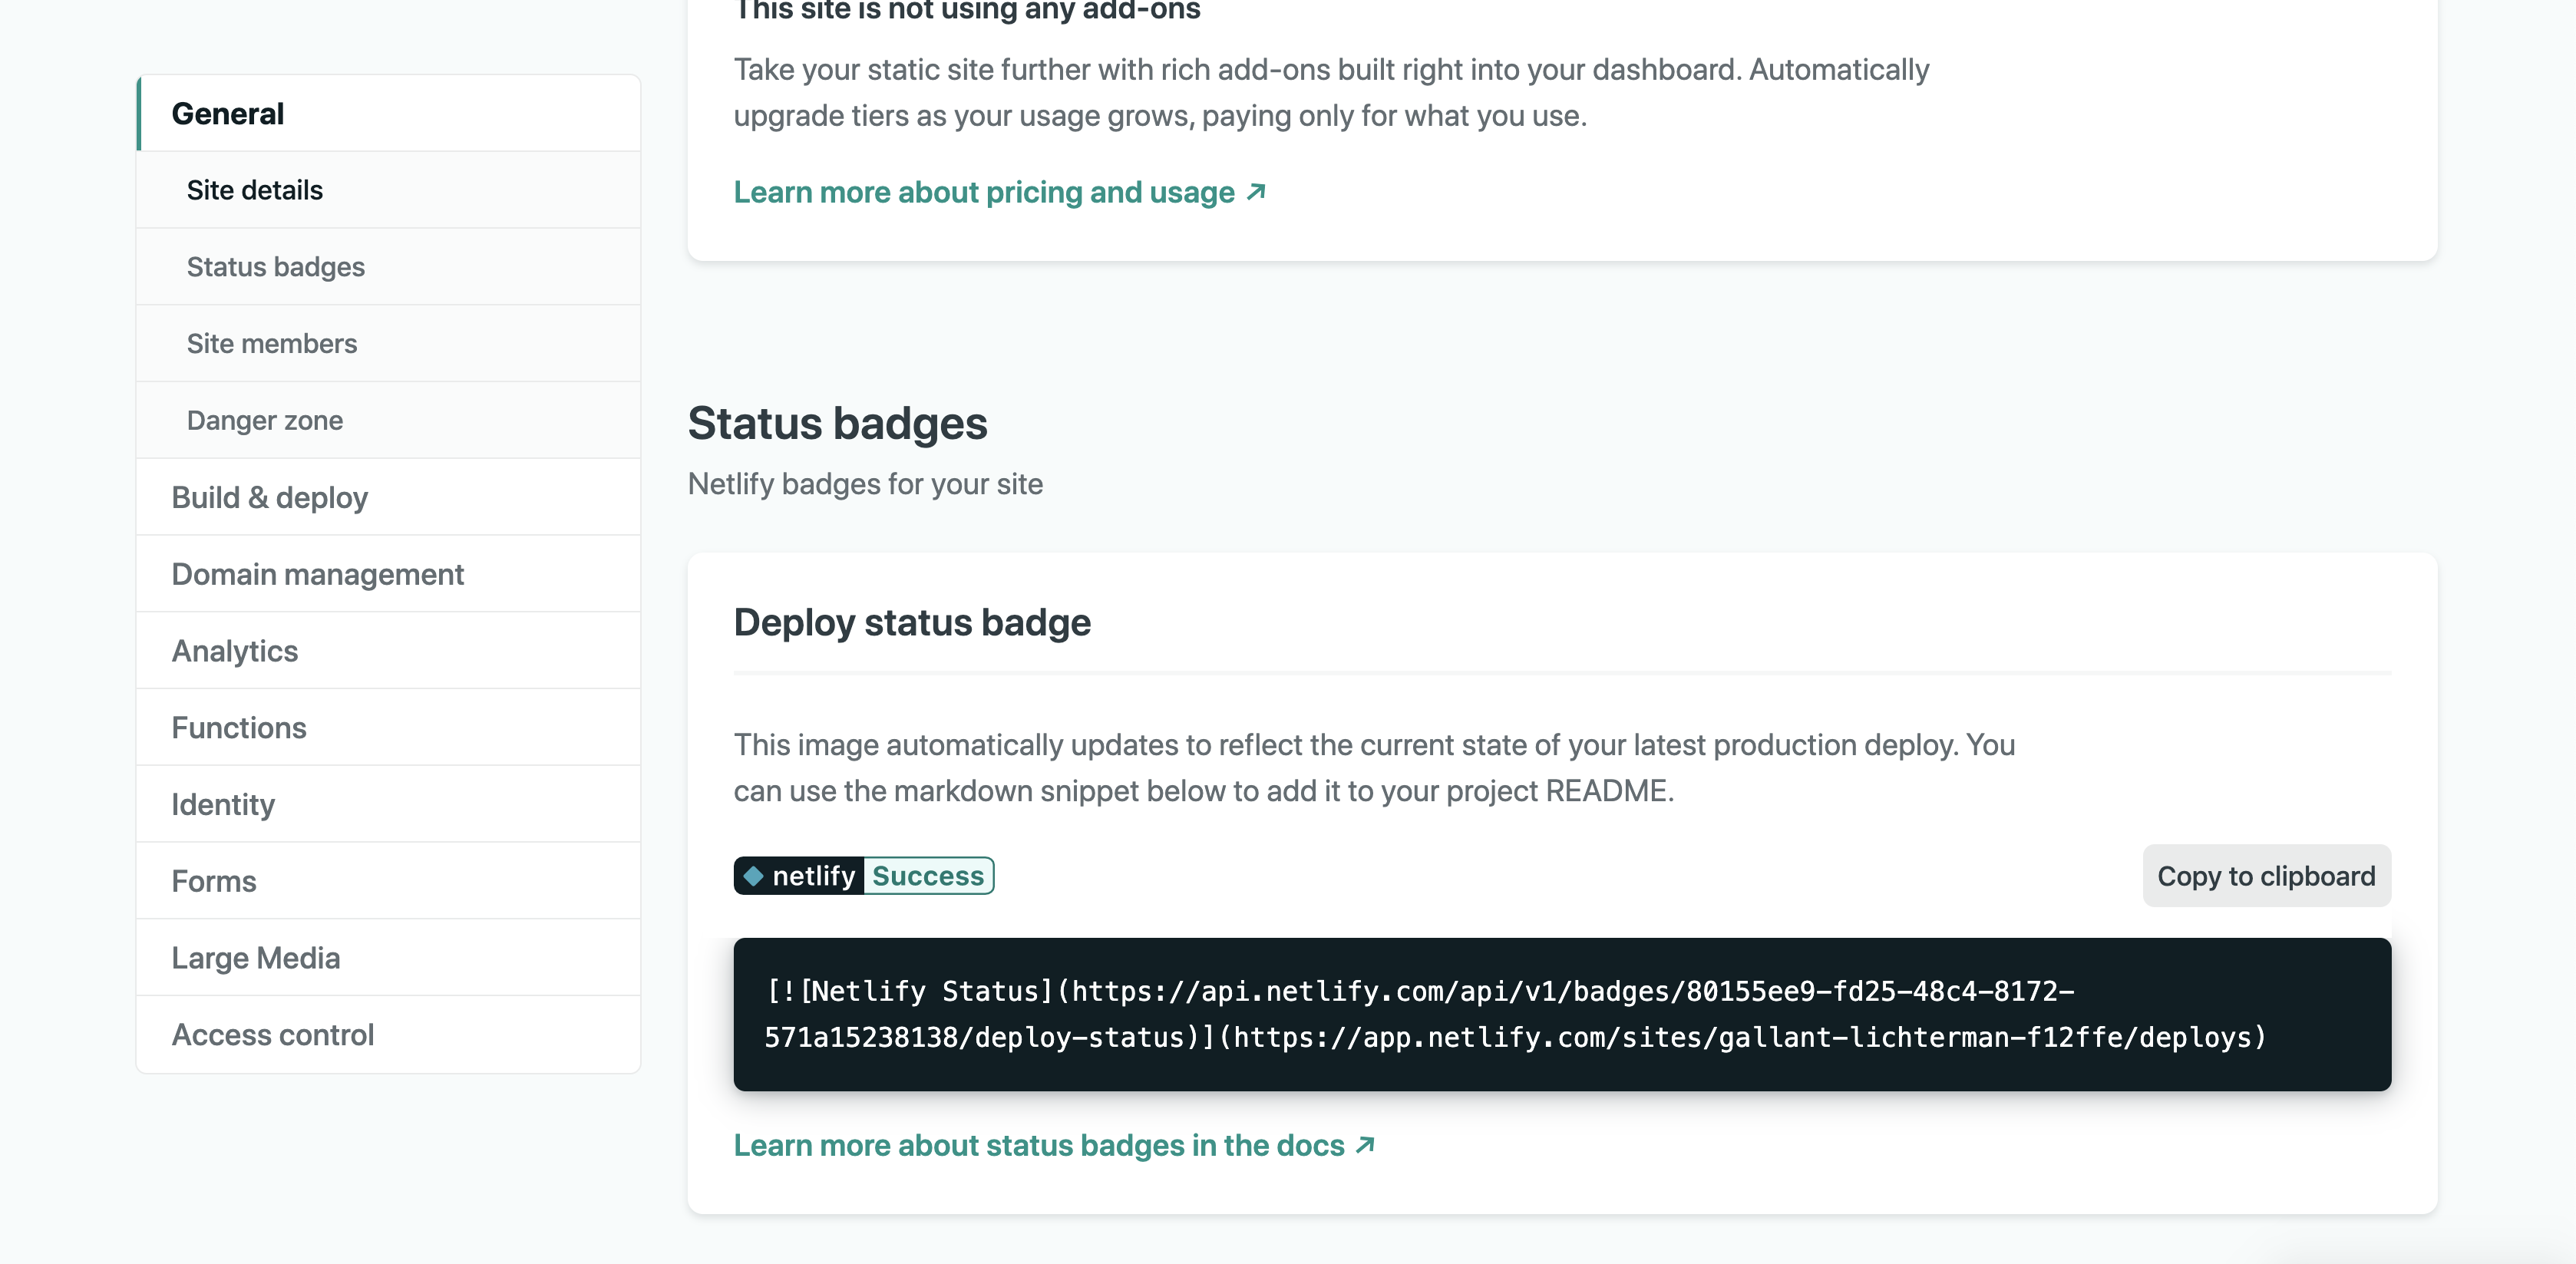 General
Site details
Status badges
Site members
Danger zone
Build & deploy
Domain management
Analytics
Functions
Identity
Forms
Large Media
Access control
This site is not using any add-ons
Take your static site further with rich add-ons built right into your dashboard. Automatically
upgrade tiers as your usage grows, paying only for what you use.
Learn more about pricing and usage ↗
Status badges
Netlify badges for your site
Deploy status badge
This image automatically updates to reflect the current state of your latest production deploy. You
can use the markdown snippet below to add it to your project README.
netlify Success
Copy to clipboard
[![Netlify Status](https://api.netlify.com/api/v1/badges/80155ee9-fd25-48c4-8172-
571a15238138/deploy-status)](https://app.netlify.com/sites/gallant-lichterman-f12ffe/deploys)
Learn more about status badges in the docs ↗